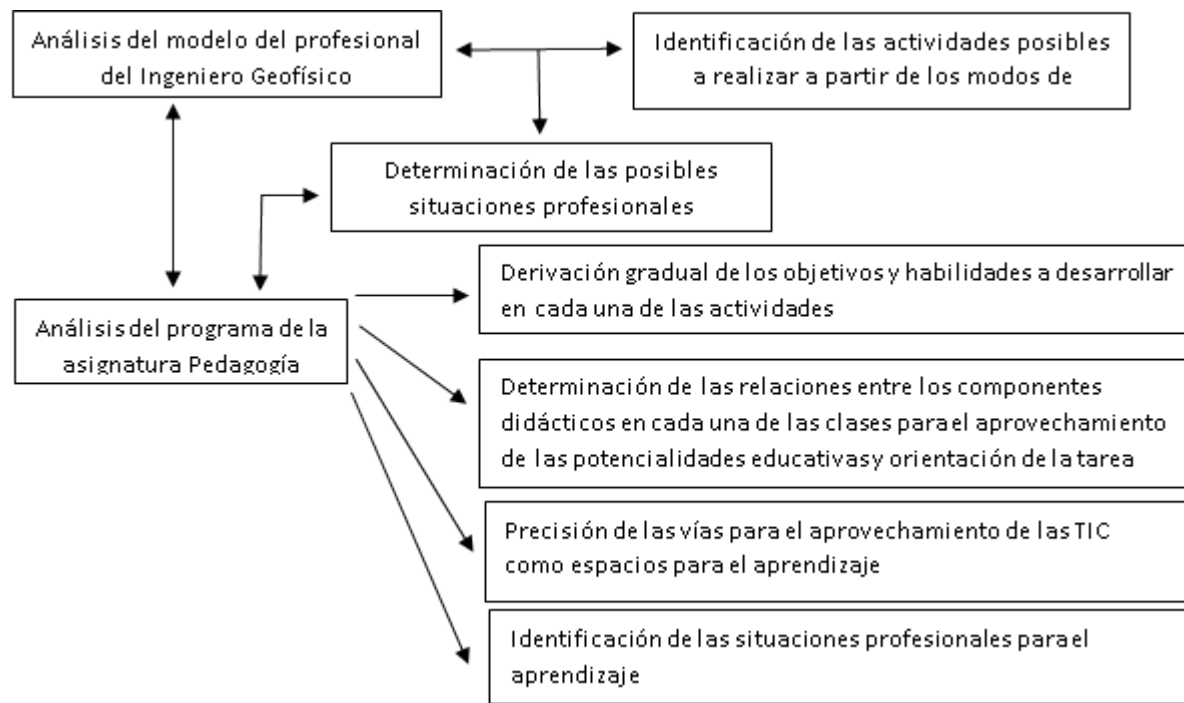 Análisis del modelo del profesional
del Ingeniero Geofísico
Identificación de las actividades posibles
a realizar a partir de los modos de
Determinación de las posibles
situaciones profesionales
Derivación gradual de los objetivos y habilidades a desarrollar
en cada una de las actividades
Análisis del programa de la
asignatura Pedagogía
Determinación de las relaciones entre los componentes
didácticos en cada una de las clases para el aprovechamiento
de las potencialidades educativas y orientación de la tarea
Precisión de las vías para el aprovechamiento de las TIC
como espacios para el aprendizaje
Identificación de las situaciones profesionales para el
aprendizaje